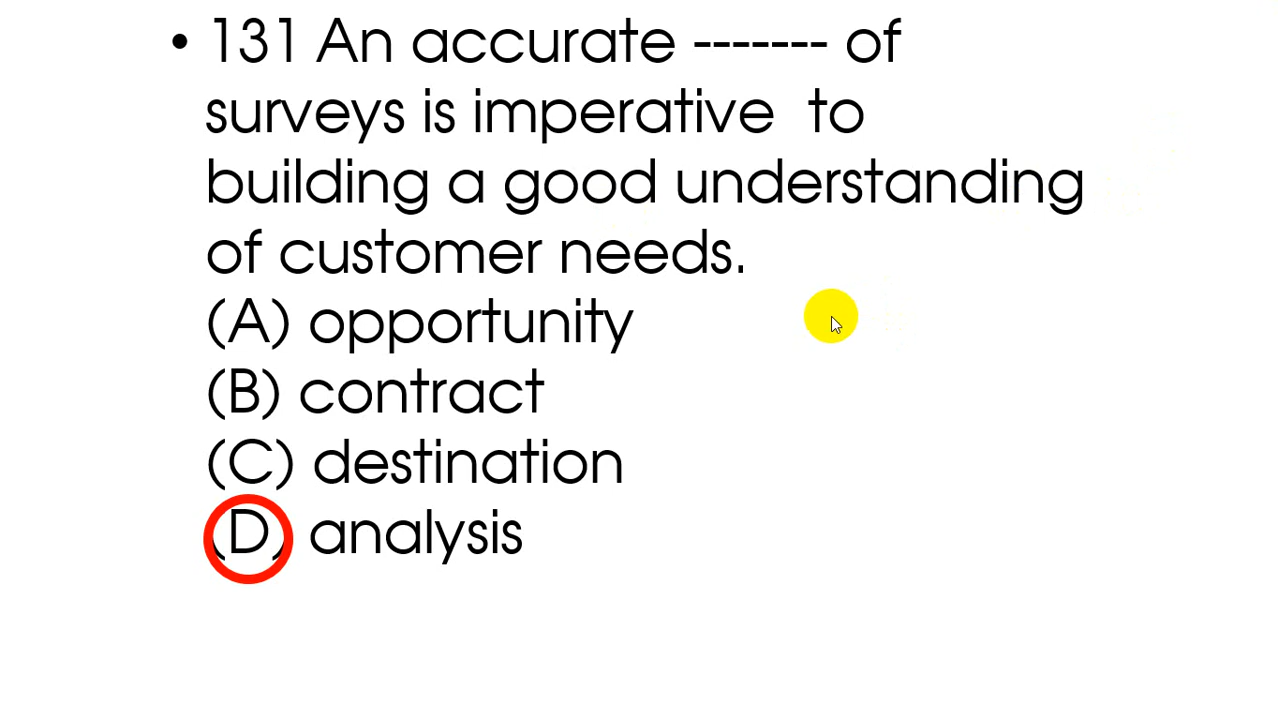 • 131 An accurate ------- of
surveys is imperative  to
building a good understanding
of customer needs.
(A) opportunity
(B) contract
(C) destination
(D) analysis